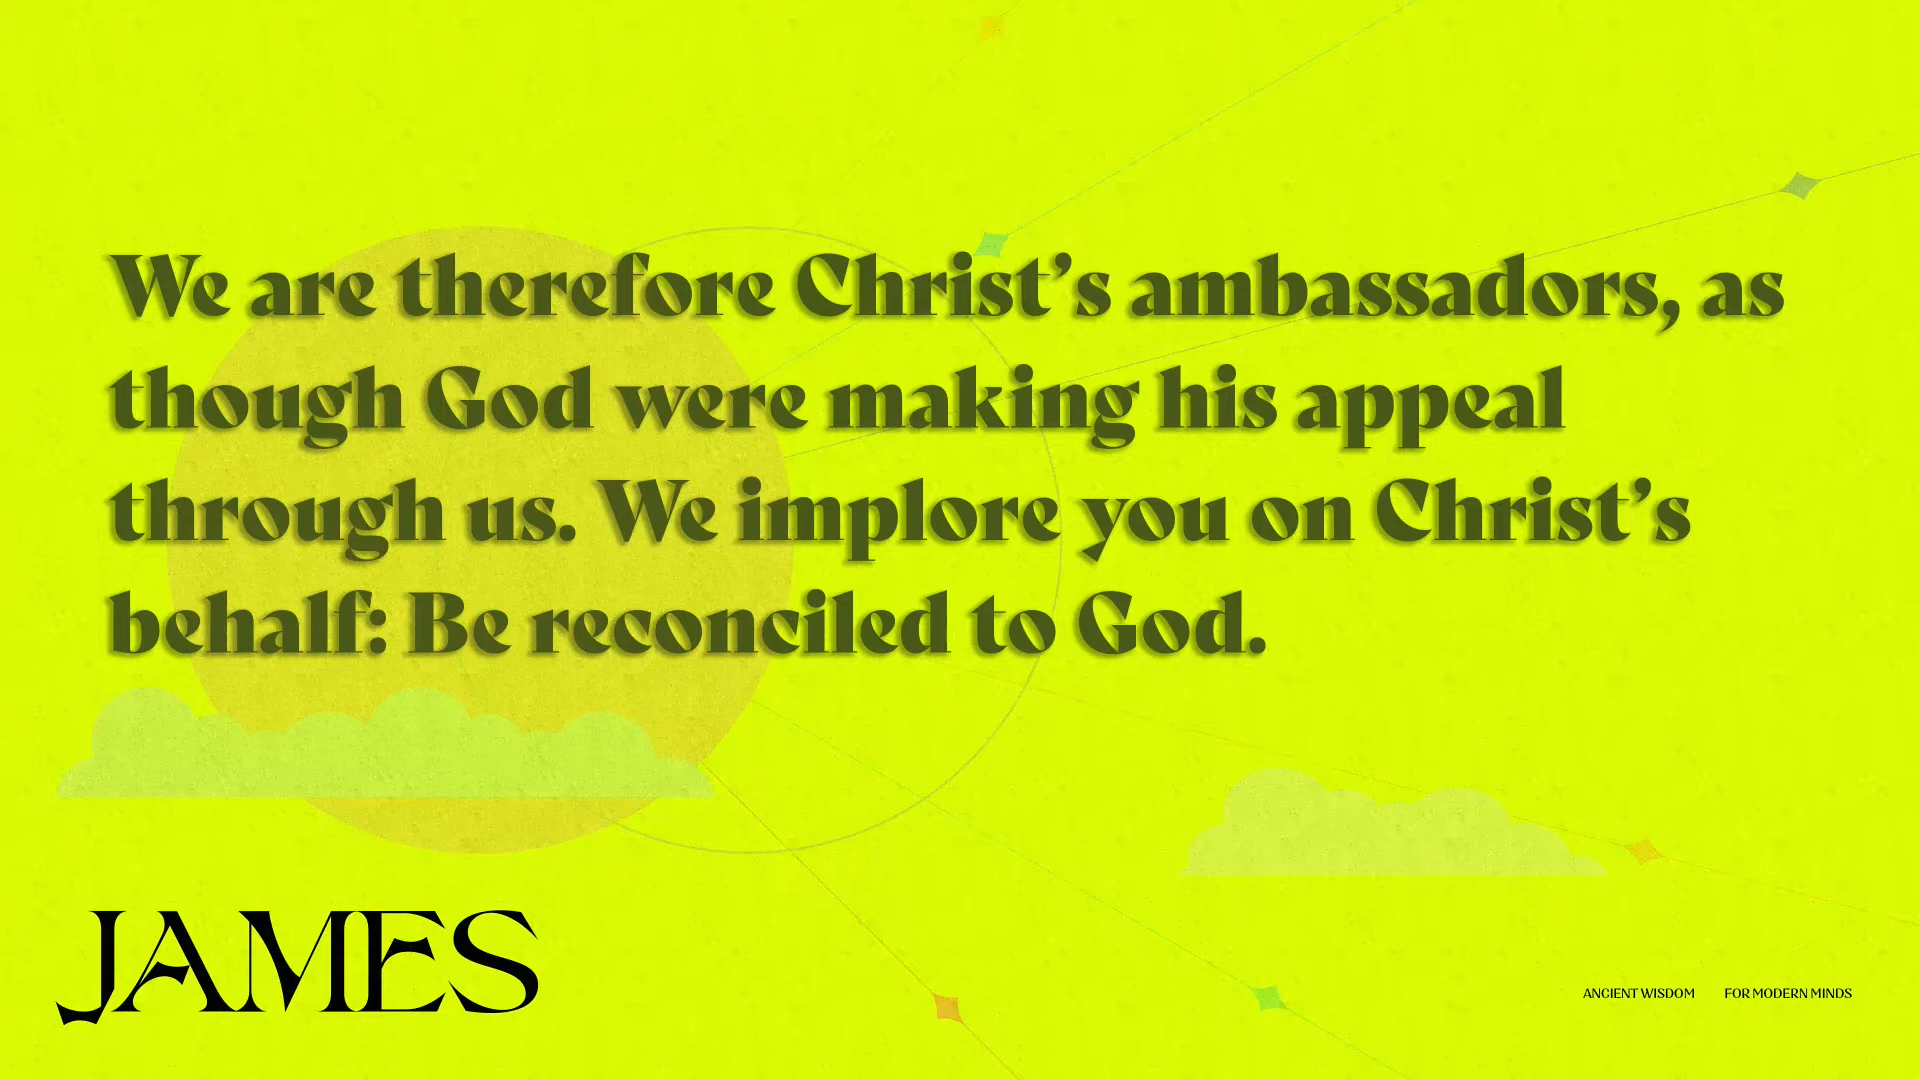 We are therefore Christ’s ambassadors, as
though God were making his appeal
through us. We implore you on Christ’s
behalf: Be reconciled to God.
JAMES
ANCIENT WISDOM FOR MODERN MINDS